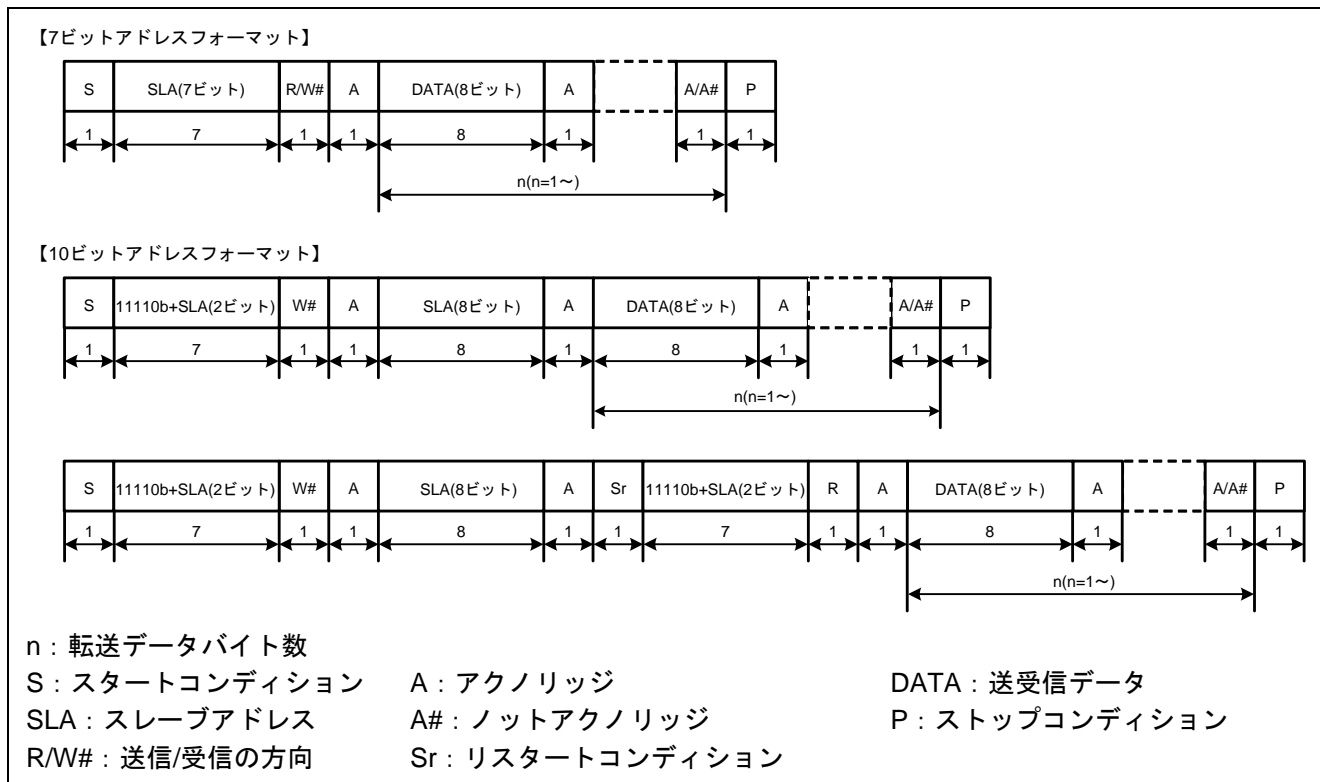 【7ビットアドレスフォーマット】
S SLA(7ビット) R/W# A DATA(8ビット) A A/A# P
1 7 1 1 8 1 1 1
n(n=1～)
【10ビットアドレスフォーマット】
S 11110b+SLA(2ビット) W# A SLA(8ビット) A DATA(8ビット) A A/A# P
1 7 1 1 8 1 8 1 1 1
n(n=1～)
S 11110b+SLA(2ビット) W# A SLA(8ビット) A Sr 11110b+SLA(2ビット) R A DATA(8ビット) A A/A# P
1 7 1 1 8 1 1 7 1 1 8 1 1 1
n(n=1～)
n：転送データバイト数
S：スタートコンディション A：アクノリッジ DATA：送受信データ
SLA：スレーブアドレス A#：ノットアクノリッジ P：ストップコンディション
R/W#：送信/受信の方向 Sr：リスタートコンディション